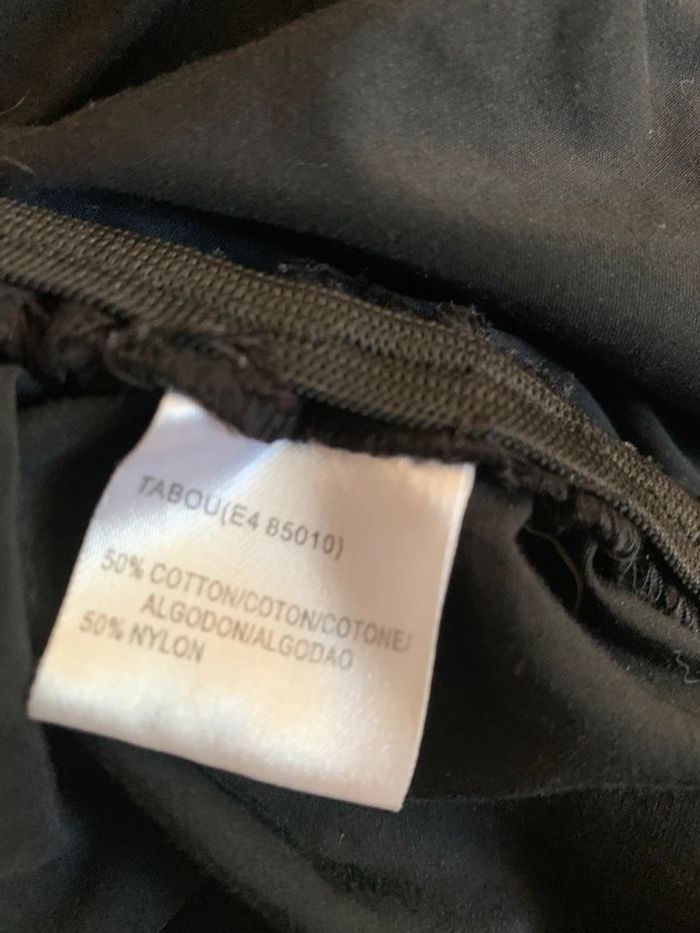 TABOU(E4 85010)
50% COTTON/COTON/COTONE/
ALGODON/ALGODAO
50% NYLON